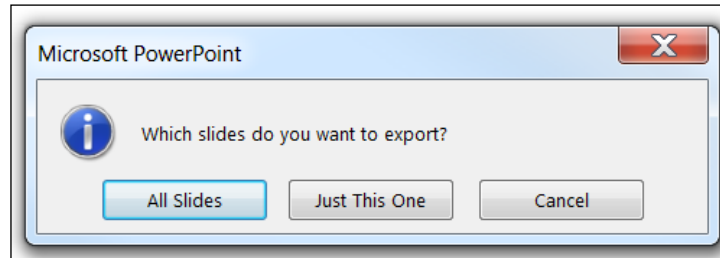 Microsoft PowerPoint
Which slides do you want to export?
All Slides
Just This One
Cancel